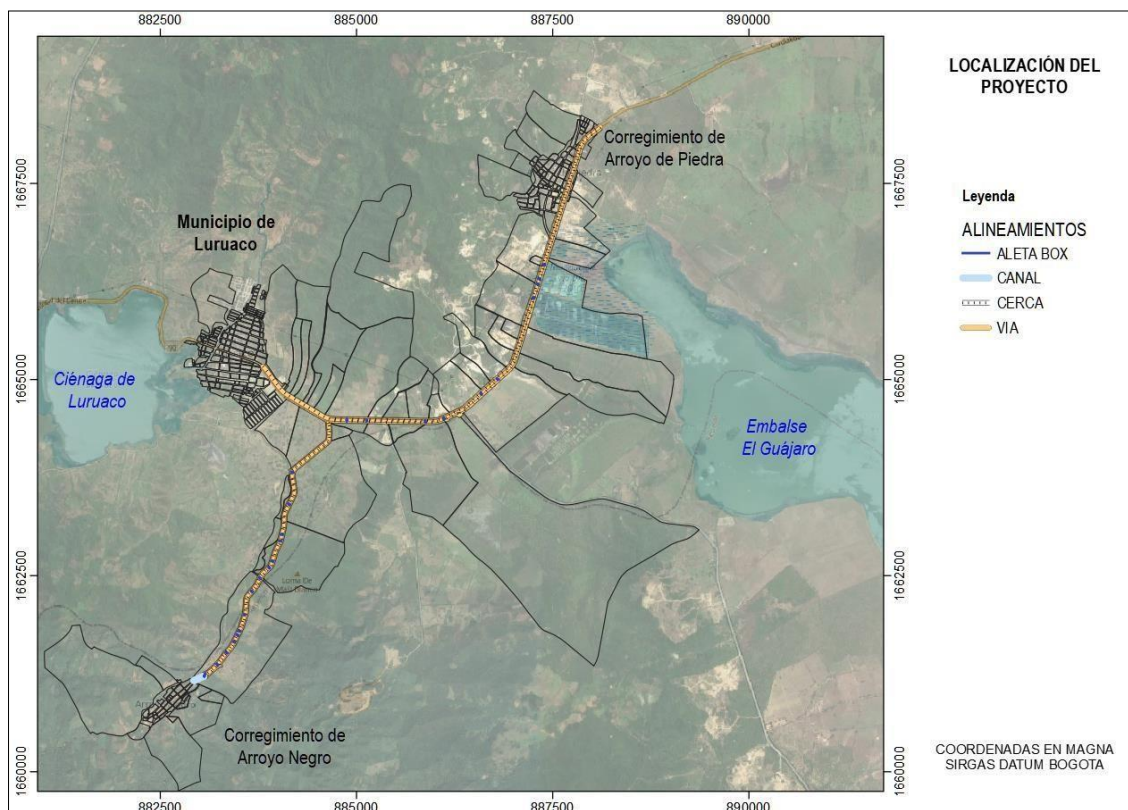 882500
885000
887500
890000
LOCALIZACIÓN DEL
PROYECTO
Corregimiento de
Arroyo de Piedra
1667500
1667500
Municipio de
Luruaco
Leyenda
ALINEAMIENTOS
ALETA BOX
CANAL
CERCA
VIA
Ciénaga de
Luruaco
1665000
1665000
Embalse
El Guájaro
1662500
1662500
Loma De
Corregimiento de
Arroyo Negro
COORDENADAS EN MAGNA
SIRGAS DATUM BOGOTA
1660000
1660000
882500
885000
887500
890000